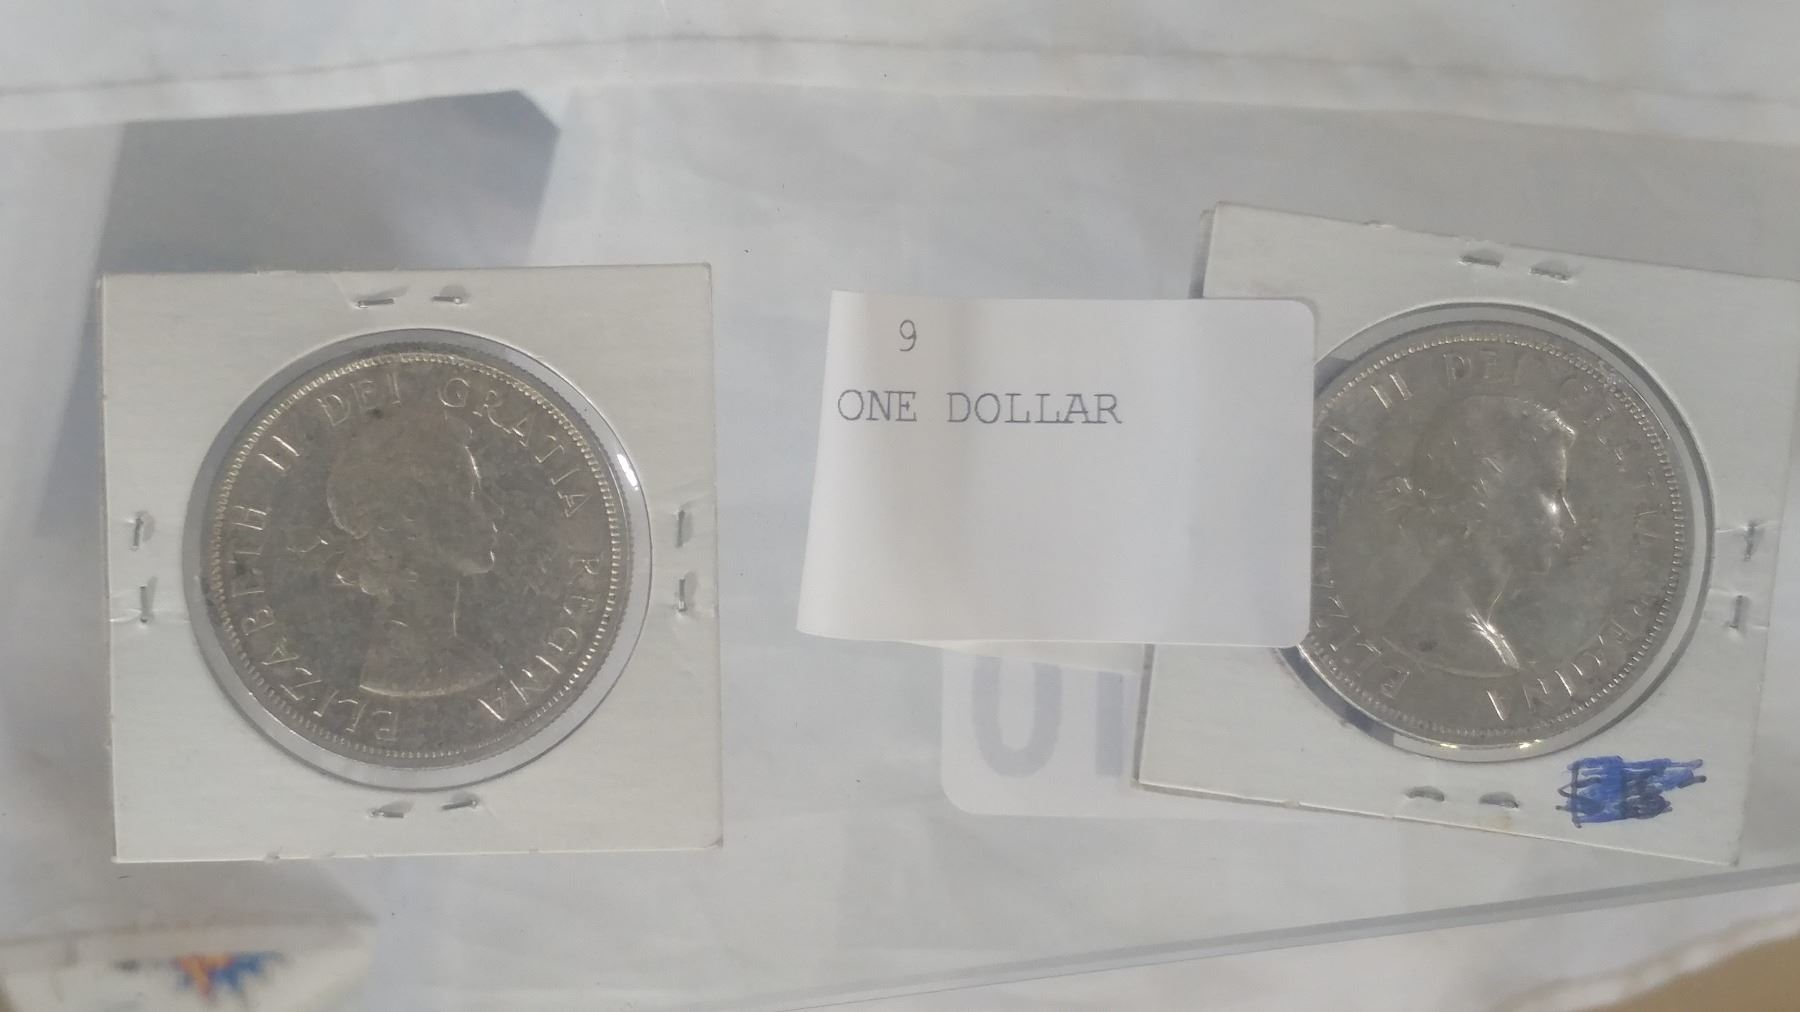 ELIZABETH II DEI GRATIA REGINA
9
ONE DOLLAR
ELIZABETH II DEI GRATIA REGINA